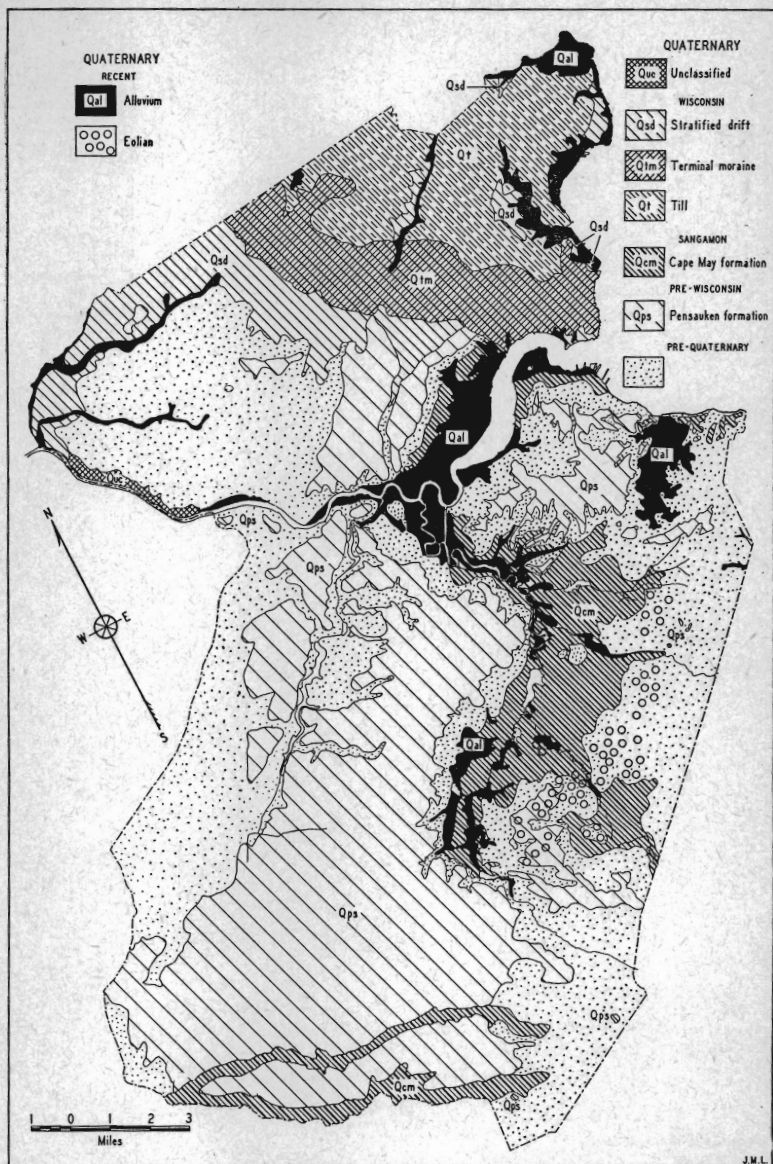 QUATERNARY
RECENT
Qal Alluvium
Eolian
QUATERNARY
Quc Unclassified
WISCONSIN
Qsd Stratified drift
Qtm Terminal moraine
Qt Till
SANGAMON
Qcm Cape May formation
PRE-WISCONSIN
Qps Pensauken formation
PRE-QUATERNARY
Qal
Qsd
Qt
Qsd
Qsd
Qsd
Qtm
Qal
Qal
Quc
Qps
Qps
Qps
Qcm
Qps
Qal
Qps
Qps
Qcm
Qps
N
E
W
S
1 0 1 2 3
Miles
J.M.L.